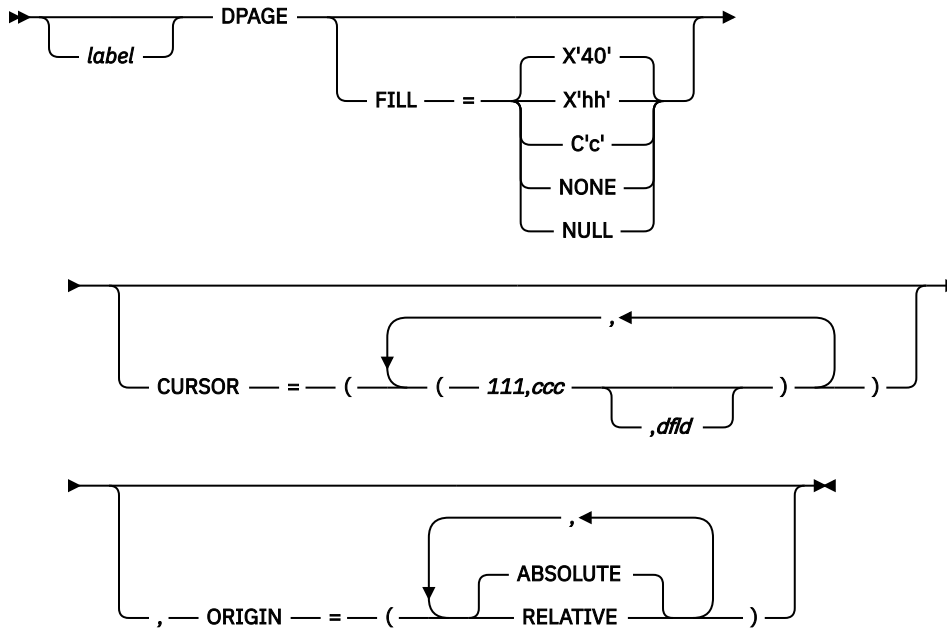 DPAGE
label
X'40'
FILL = X'hh'
C'c'
NONE
NULL
,
CURSOR = ( ( 111,ccc ) )
,dfld
,
ABSOLUTE
, ORIGIN = ( RELATIVE )